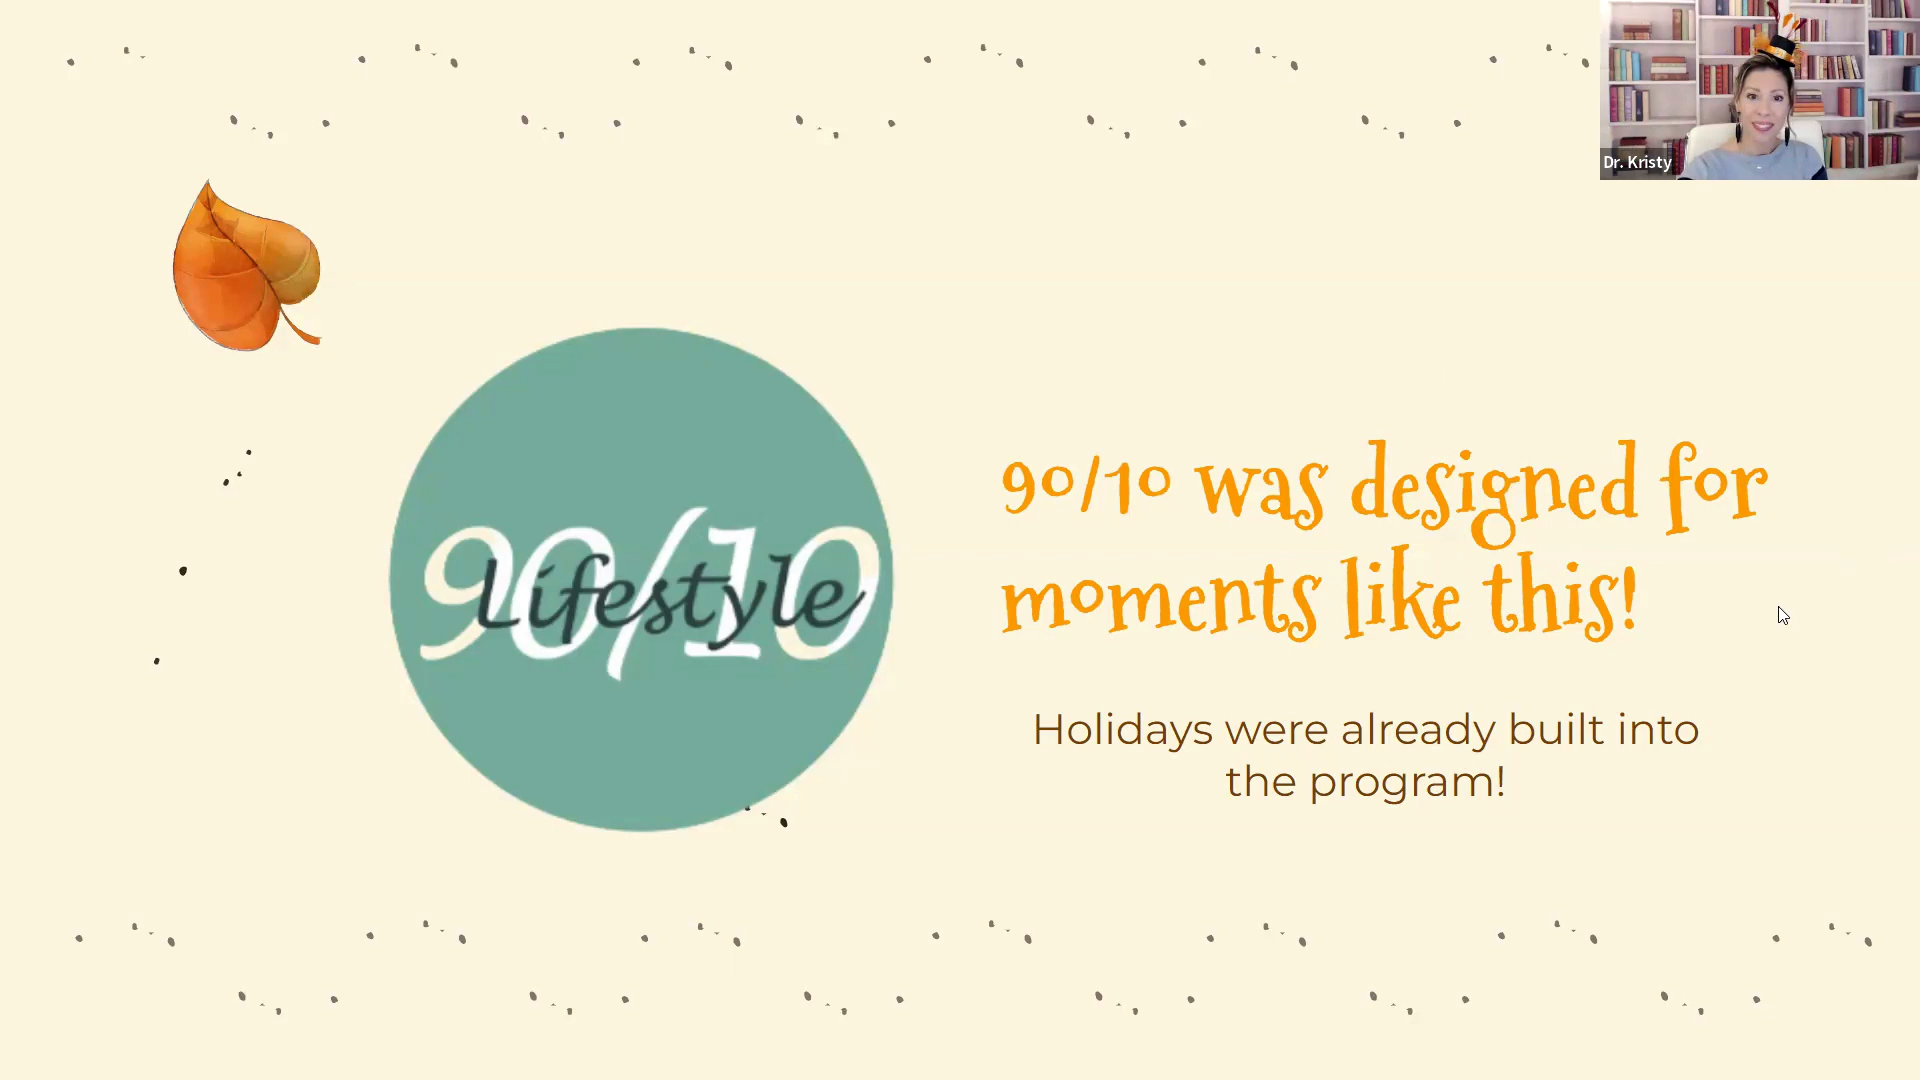 Dr. Kristy
90/10
Lifestyle
90/10 was designed for
moments like this!
Holidays were already built into
the program!